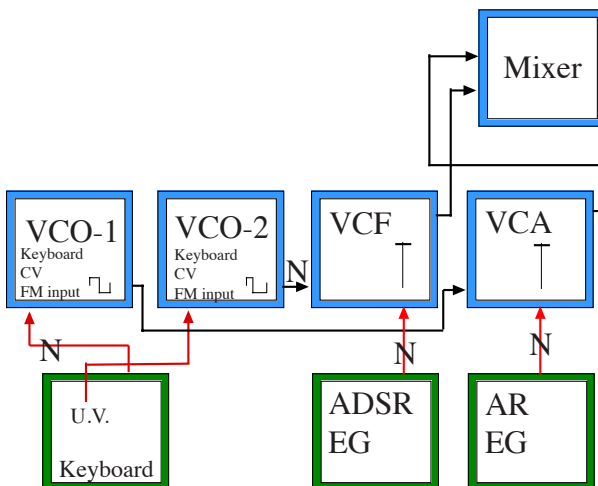 Mixer
VCO-1
Keyboard
CV
FM input
VCO-2
Keyboard
CV
FM input
N
VCF
VCA
N
N
N
U.V.
Keyboard
ADSR
EG
AR
EG